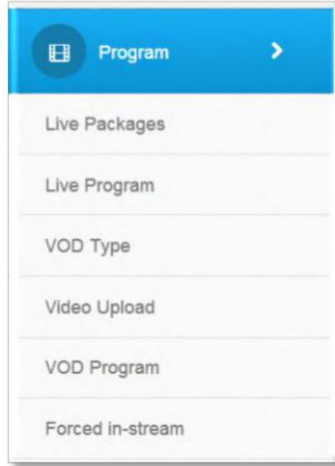 Program
Live Packages
Live Program
VOD Type
Video Upload
VOD Program
Forced in-stream